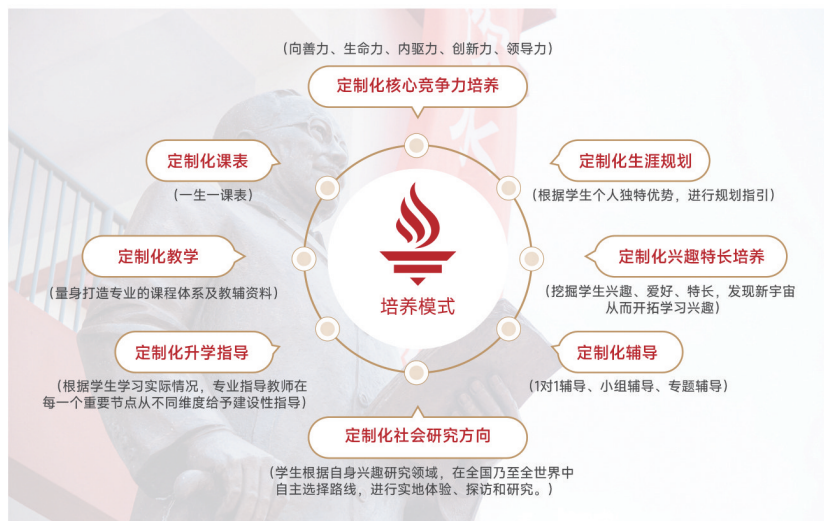 (向善力、生命力、内驱力、创新力、领导力)
定制化核心竞争力培养
定制化课表
(一生一课表)
定制化生涯规划
(根据学生个人独特优势，进行规划指引)
定制化教学
(量身打造专业的课程体系及教辅资料)
培养模式
定制化兴趣特长培养
(挖掘学生兴趣、爱好、特长，发现新宇宙
从而开拓学习兴趣)
定制化升学指导
(根据学生学习实际情况，专业指导教师在
每一个重要节点从不同维度给予建设性指导)
定制化辅导
(1对1辅导、小组辅导、专题辅导)
定制化社会研究方向
(学生根据自身兴趣研究领域，在全国乃至全世界中
自主选择路线，进行实地体验、探访和研究。)